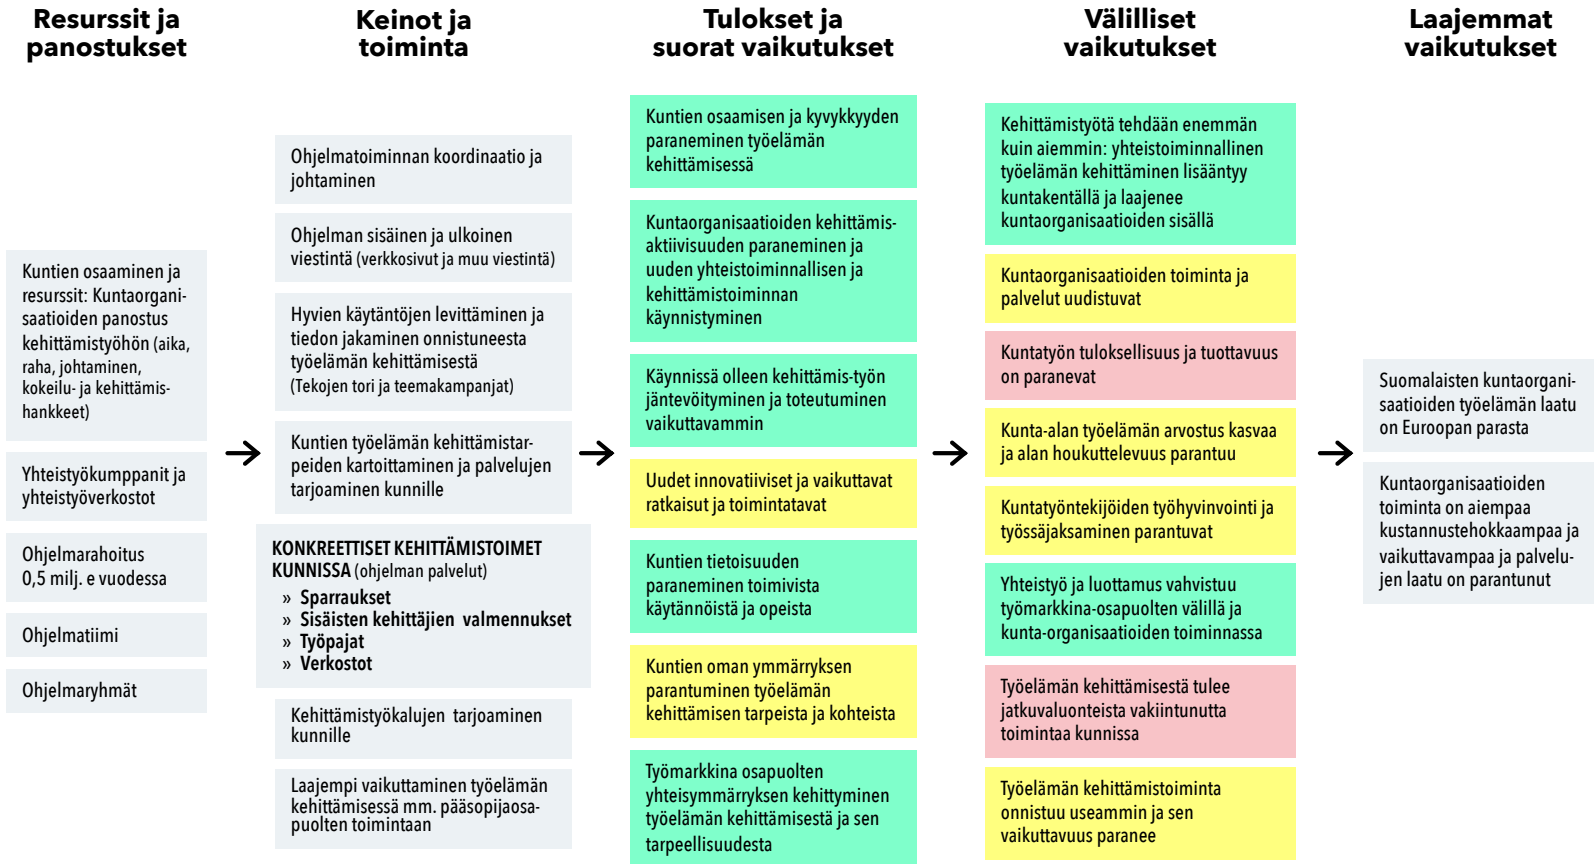 Resurssit ja
panostukset
Keinot ja
toiminta
Tulokset ja
suorat vaikutukset
Välilliset
vaikutukset
Laajemmat
vaikutukset
Kuntien osaaminen ja
resurssit: Kuntaorgani-
saatioiden panostus
kehittämistyöhön (aika,
raha, johtaminen,
kokeilu- ja kehittämis-
hankkeet)
Yhteistyökumppanit ja
yhteistyöverkostot
Ohjelmarahoitus
0,5 milj. e vuodessa
Ohjelmatiimi
Ohjelmaryhmät
Ohjelmatoiminnan koordinaatio ja
johtaminen
Ohjelman sisäinen ja ulkoinen
viestintä (verkkosivut ja muu viestintä)
Hyvien käytäntöjen levittäminen ja
tiedon jakaminen onnistuneesta
työelämän kehittämisestä
(Tekojen tori ja teemakampanjat)
Kuntien työelämän kehittämistar-
peiden kartoittaminen ja palvelujen
tarjoaminen kunnille
KONKREETTISET KEHITTÄMISTOIMET
KUNNISSA (ohjelman palvelut)
» Sparraukset
» Sisäisten kehittäjien valmennukset
» Työpajat
» Verkostot
Kehittämistyökalujen tarjoaminen
kunnille
Laajempi vaikuttaminen työelämän
kehittämisessä mm. pääsopijaosa-
puolten toimintaan
Kuntien osaamisen ja kyvykkyyden
paraneminen työelämän
kehittämisessä
Kuntaorganisaatioiden kehittämis-
aktiivisuuden paraneminen ja
uuden yhteistoiminnallisen ja
kehittämistoiminnan
käynnistyminen
Käynnissä olleen kehittämis-työn
jäntevöityminen ja toteutuminen
vaikuttavammin
Uudet innovatiiviset ja vaikuttavat
ratkaisut ja toimintatavat
Kuntien tietoisuuden
paraneminen toimivista
käytännöistä ja opeista
Kuntien oman ymmärryksen
parantuminen työelämän
kehittämisen tarpeista ja kohteista
Työmarkkina osapuolten
yhteisymmärryksen kehittyminen
työelämän kehittämisestä ja sen
tarpeellisuudesta
Kehittämistyötä tehdään enemmän
kuin aiemmin: yhteistoiminnallinen
työelämän kehittäminen lisääntyy
kuntakentällä ja laajenee
kuntaorganisaatioiden sisällä
Kuntaorganisaatioiden toiminta ja
palvelut uudistuvat
Kuntatyön tuloksellisuus ja tuottavuus
on paranevat
Kunta-alan työelämän arvostus kasvaa
ja alan houkuttelevuus parantuu
Kuntatyöntekijöiden työhyvinvointi ja
työssäjaksaminen parantuvat
Yhteistyö ja luottamus vahvistuu
työmarkkina-osapuolten välillä ja
kunta-organisaatioiden toiminnassa
Työelämän kehittämisestä tulee
jatkuvaluonteista vakiintunutta
toimintaa kunnissa
Työelämän kehittämistoiminta
onnistuu useammin ja sen
vaikuttavuus paranee
Suomalaisten kuntaorgani-
saatioiden työelämän laatu
on Euroopan parasta
Kuntaorganisaatioiden
toiminta on aiempaa
kustannustehokkaampaa ja
vaikuttavampaa ja palvelu-
jen laatu on parantunut